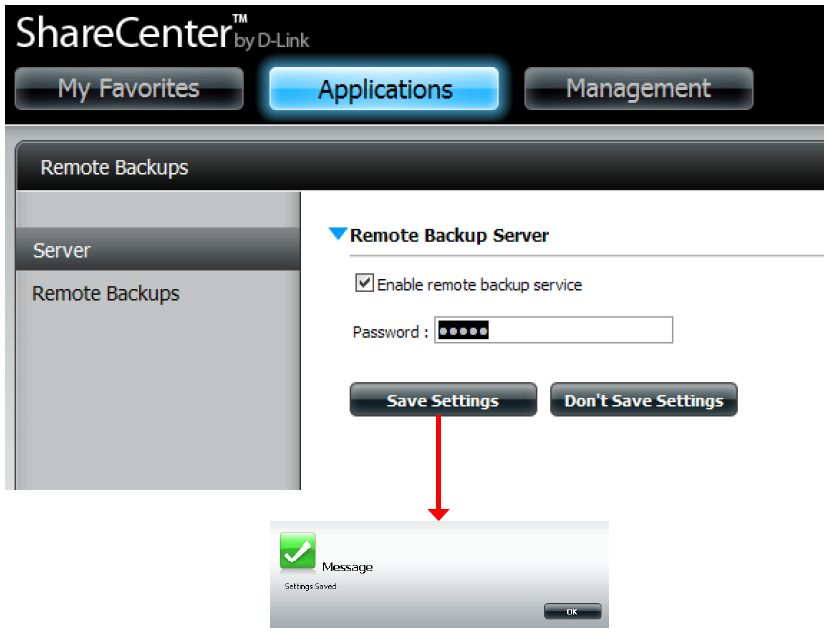 ShareCenter™ by D-Link
My Favorites Applications Management
Remote Backups
Server
Remote Backups
Remote Backup Server
Enable remote backup service
Password :
Save Settings Don't Save Settings
Message
Settings Saved
OK